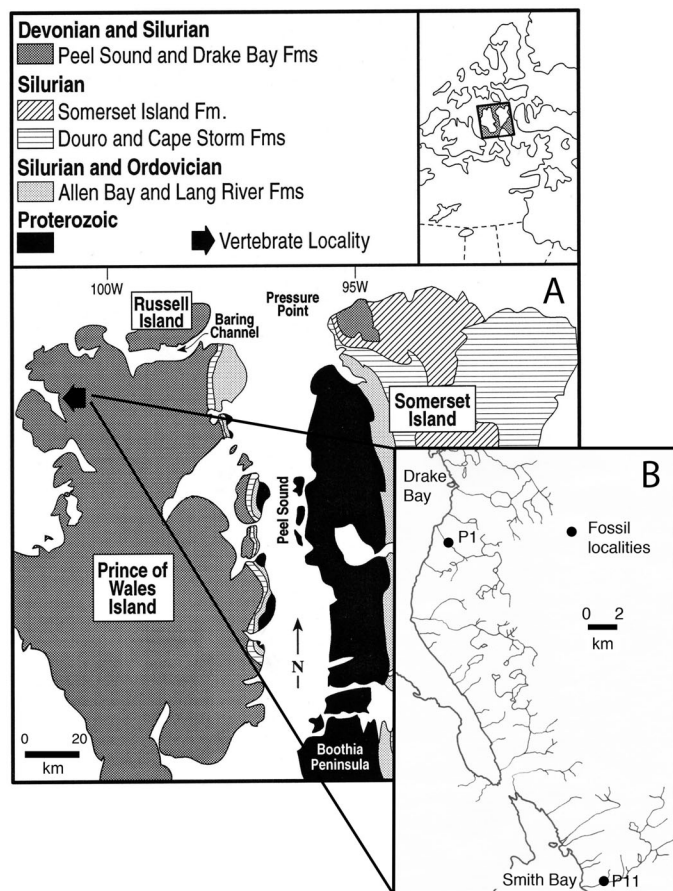 Devonian and Silurian
Peel Sound and Drake Bay Fms
Silurian
Somerset Island Fm.
Douro and Cape Storm Fms
Silurian and Ordovician
Allen Bay and Lang River Fms
Proterozoic
Vertebrate Locality
100W
95W
A
Russell
Island
Baring
Channel
Pressure
Point
Somerset
Island
Peel Sound
Prince of
Wales
Island
N
0 20
km
Boothia
Peninsula
B
Drake
Bay
P1
Fossil
localities
0 2
km
Smith Bay
P11